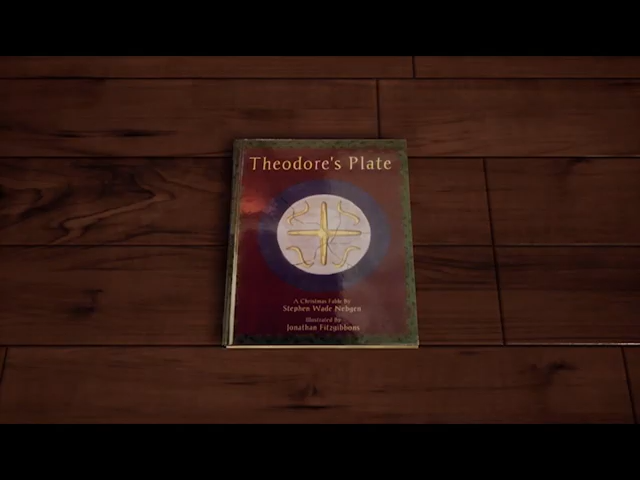 Theodore's Plate
A Christmas Fable by
Stephen Wade Nebgen
Illustrated by
Jonathan Fitzgibbons